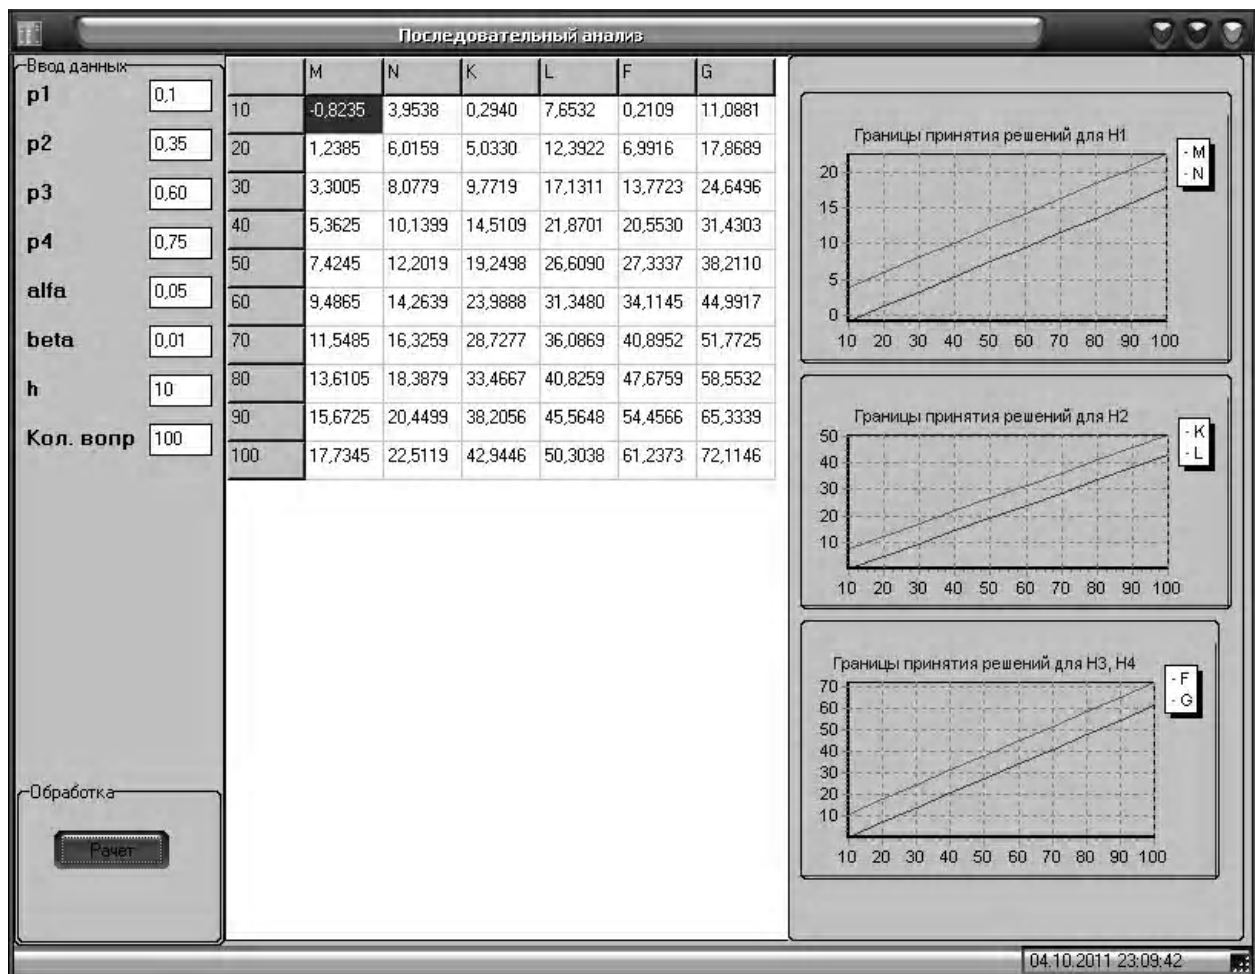 Последовательный анализ
Ввод данных
p1 0,1
p2 0,35
p3 0,60
p4 0,75
alfa 0,05
beta 0,01
h 10
Кол. вопр 100
Обработка
Рачет
M N K L F G
10 -0,8235 3,9538 0,2940 7,6532 0,2109 11,0881
20 1,2385 6,0159 5,0330 12,3922 6,9916 17,8689
30 3,3005 8,0779 9,7719 17,1311 13,7723 24,6496
40 5,3625 10,1399 14,5109 21,8701 20,5530 31,4303
50 7,4245 12,2019 19,2498 26,6090 27,3337 38,2110
60 9,4865 14,2639 23,9888 31,3480 34,1145 44,9917
70 11,5485 16,3259 28,7277 36,0869 40,8952 51,7725
80 13,6105 18,3879 33,4667 40,8259 47,6759 58,5532
90 15,6725 20,4499 38,2056 45,5648 54,4566 65,3339
100 17,7345 22,5119 42,9446 50,3038 61,2373 72,1146
Границы принятия решений для H1
- M
- N
20
15
10
5
0
10 20 30 40 50 60 70 80 90 100
Границы принятия решений для H2
- K
- L
50
40
30
20
10
10 20 30 40 50 60 70 80 90 100
Границы принятия решений для H3, H4
- F
- G
70
60
50
40
30
20
10
10 20 30 40 50 60 70 80 90 100
04.10.2011 23:09:42